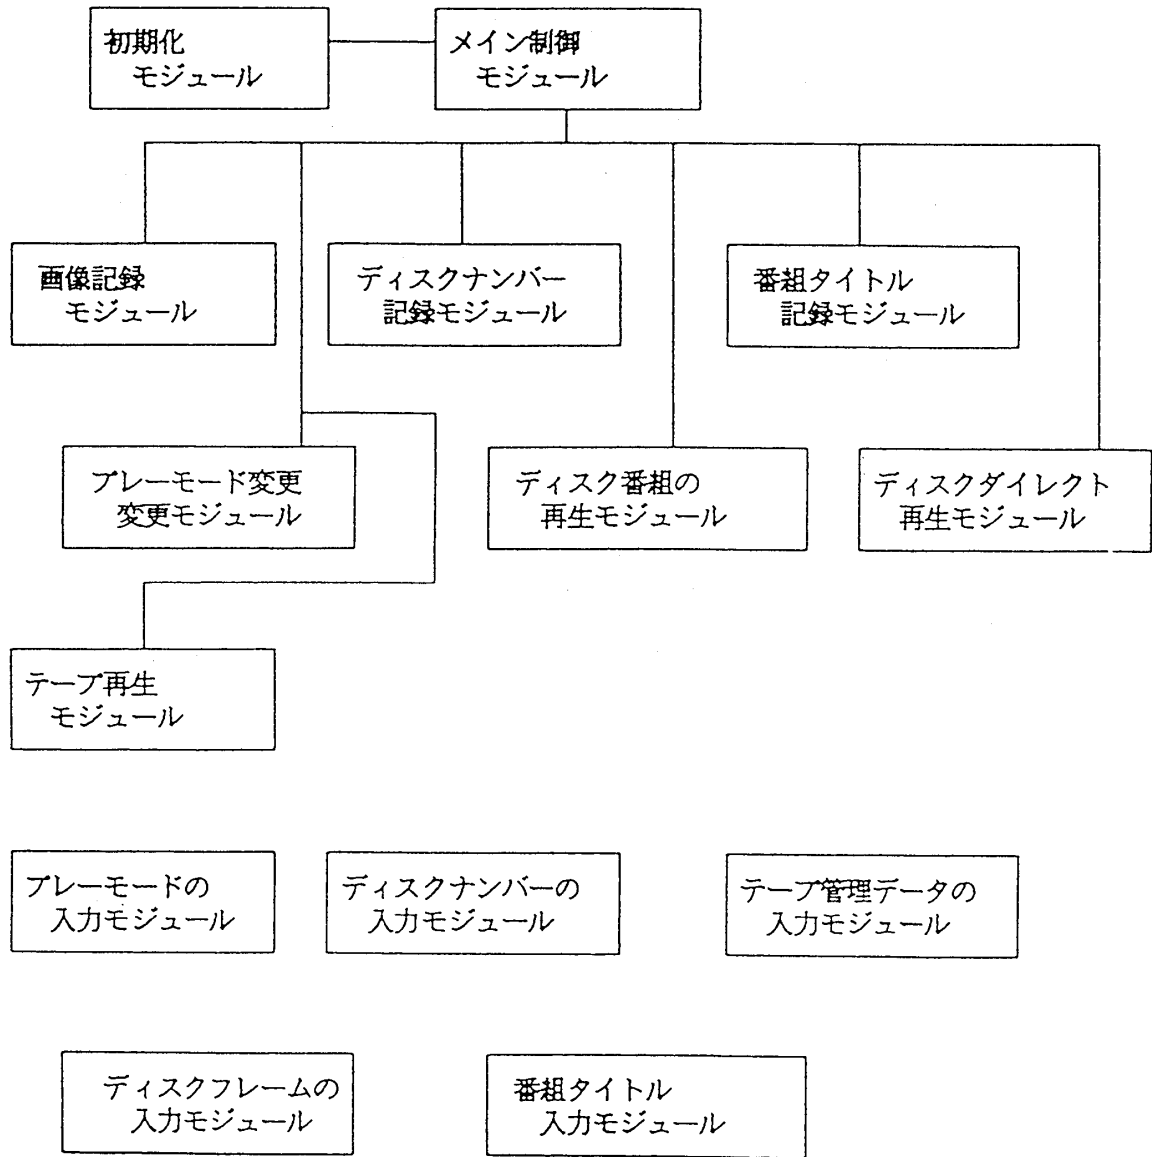 初期化
モジュール
メイン制御
モジュール
画像記録
モジュール
ディスクナンバー
記録モジュール
番組タイトル
記録モジュール
プレーモード変更
変更モジュール
ディスク番組の
再生モジュール
ディスクダイレクト
再生モジュール
テープ再生
モジュール
プレーモードの
入力モジュール
ディスクナンバーの
入力モジュール
テープ管理データの
入力モジュール
ディスクフレームの
入力モジュール
番組タイトル
入力モジュール